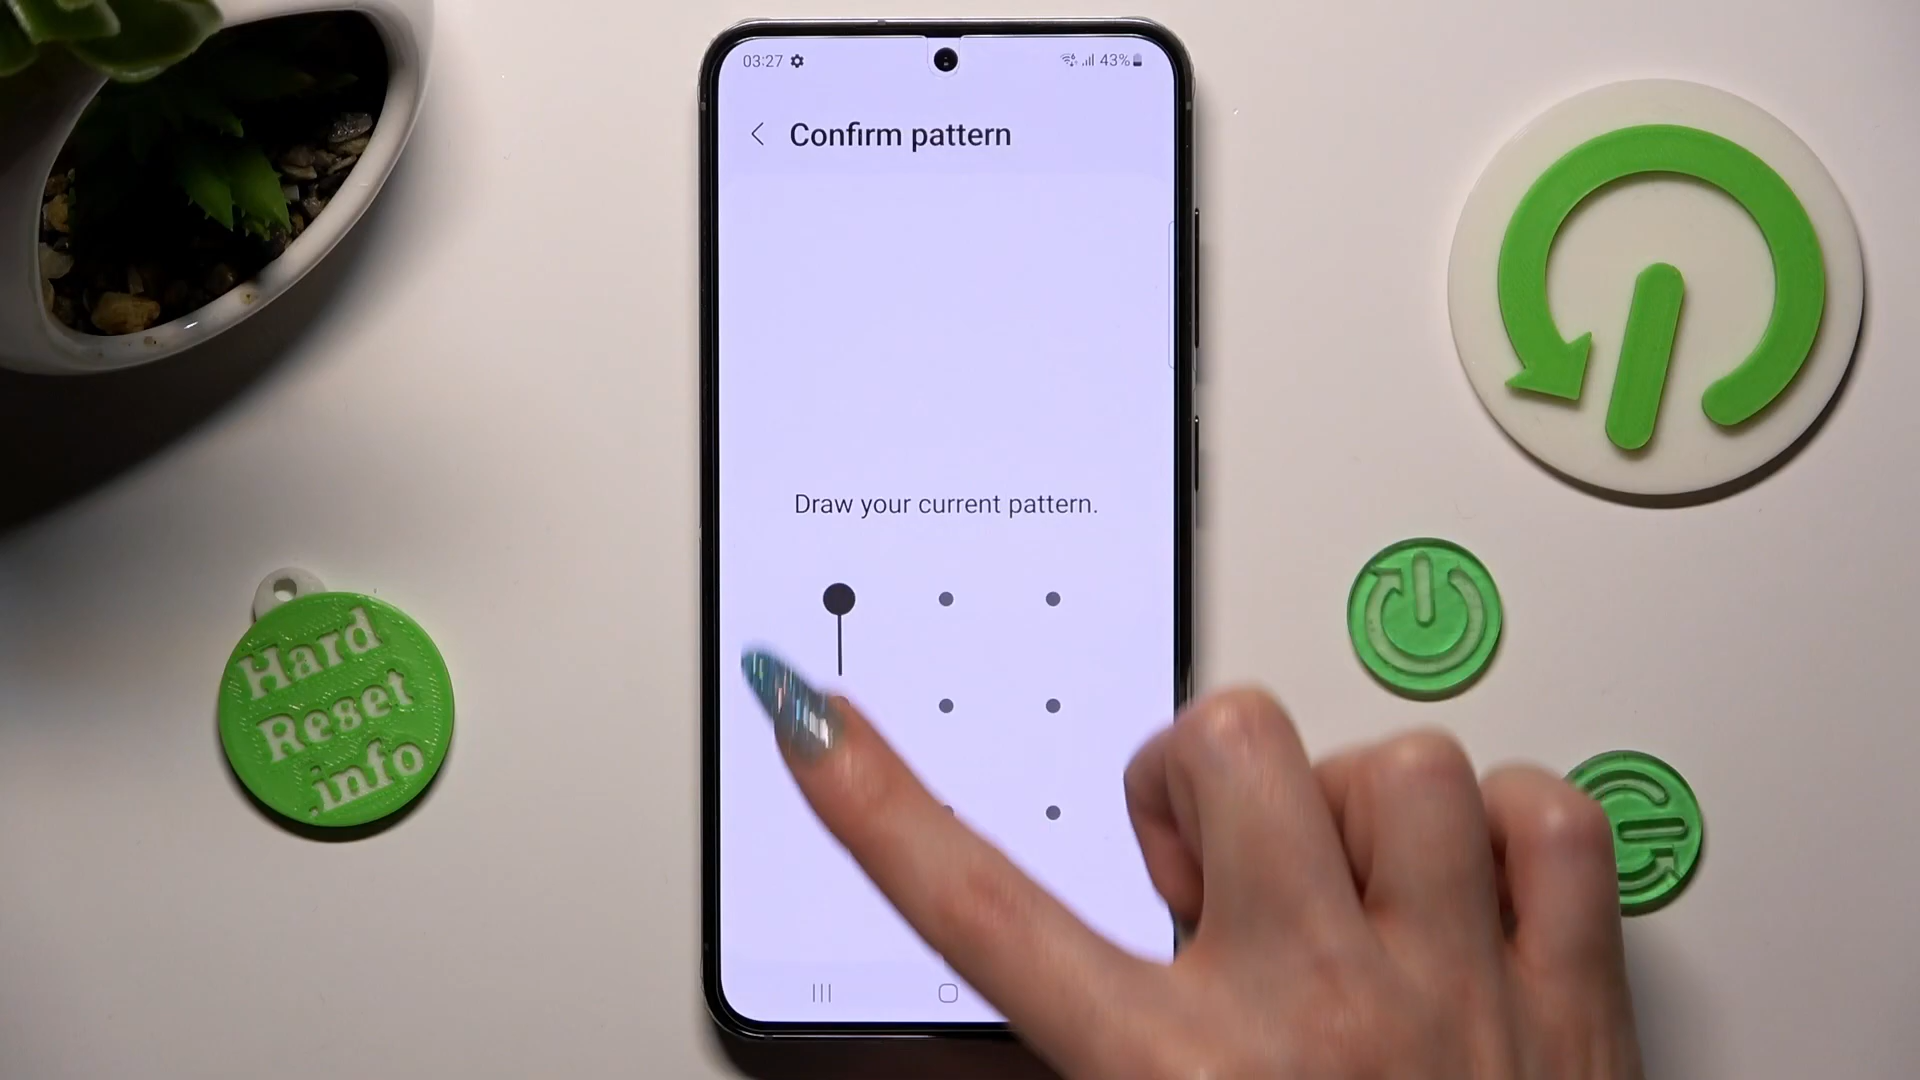 03:27
43%
Confirm pattern
Draw your current pattern.
Hard
Reset
.info